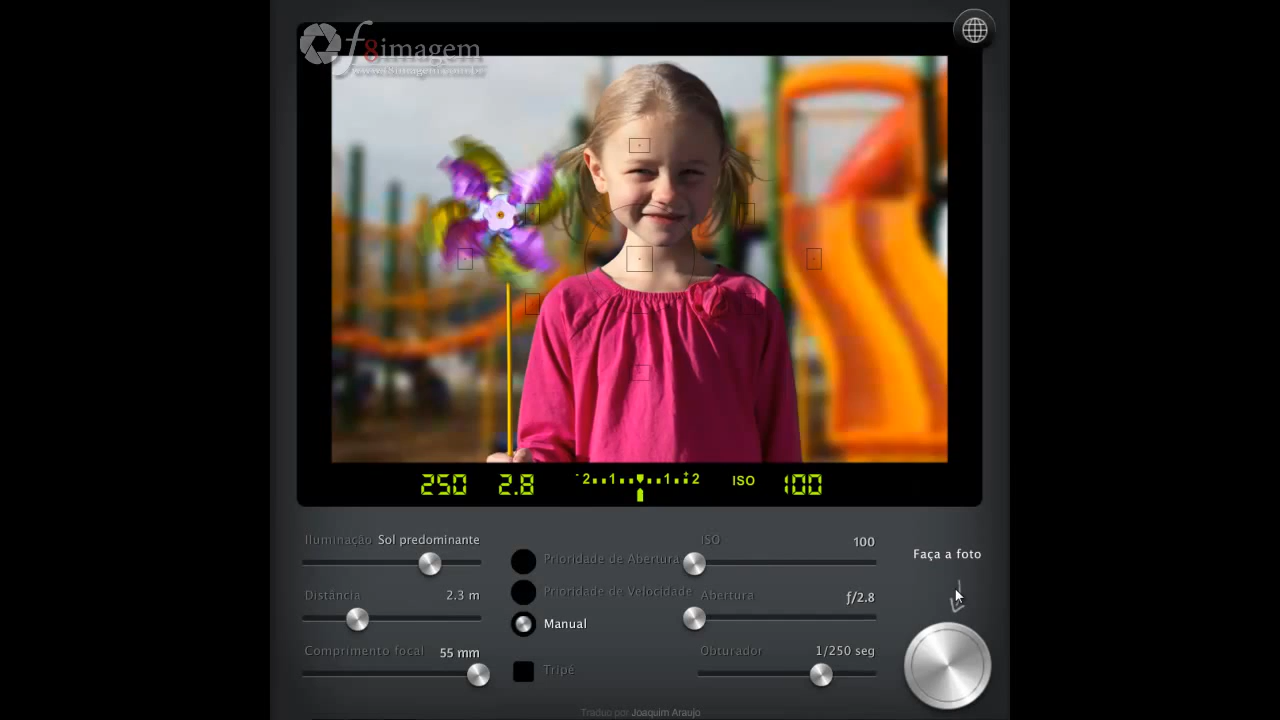 f8imagem
www.f8imagem.com.br
250 2.8 -2 1 1 +2 ISO 100
Iluminação Sol predominante
Distância 2.3 m
Comprimento focal 55 mm
Prioridade de Abertura
Prioridade de Velocidade
Manual
Tripé
ISO 100
Abertura ƒ/2.8
Obturador 1/250 seg
Faça a foto
Traduc por Joaquim Araujo